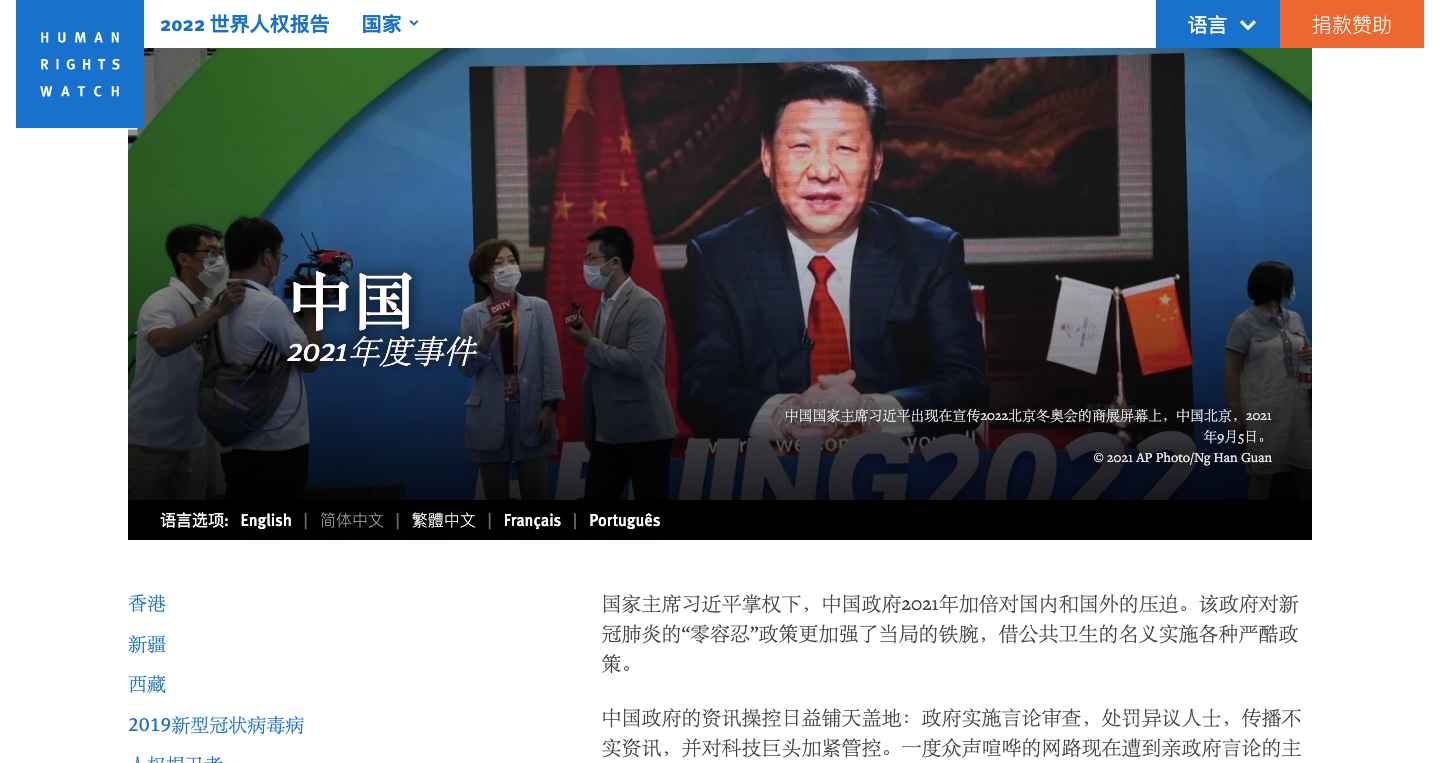 HUMAN
RIGHTS
WATCH
2022 世界人权报告
国家
语言
捐款赞助
BRTV
中国
2021年度事件
中国国家主席习近平出现在宣传2022北京冬奥会的商展屏幕上，中国北京，2021
年9月5日。
© 2021 AP Photo/Ng Han Guan
JING2022
语言选项: English | 简体中文 | 繁體中文 | Français | Português
香港
新疆
西藏
2019新型冠状病毒病
人权捍卫者
国家主席习近平掌权下，中国政府2021年加倍对国内和国外的压迫。该政府对新
冠肺炎的“零容忍”政策更加强了当局的铁腕，借公共卫生的名义实施各种严酷政
策。
中国政府的资讯操控日益铺天盖地：政府实施言论审查，处罚异议人士，传播不
实资讯，并对科技巨头加紧管控。一度众声喧哗的网路现在遭到亲政府言论的主